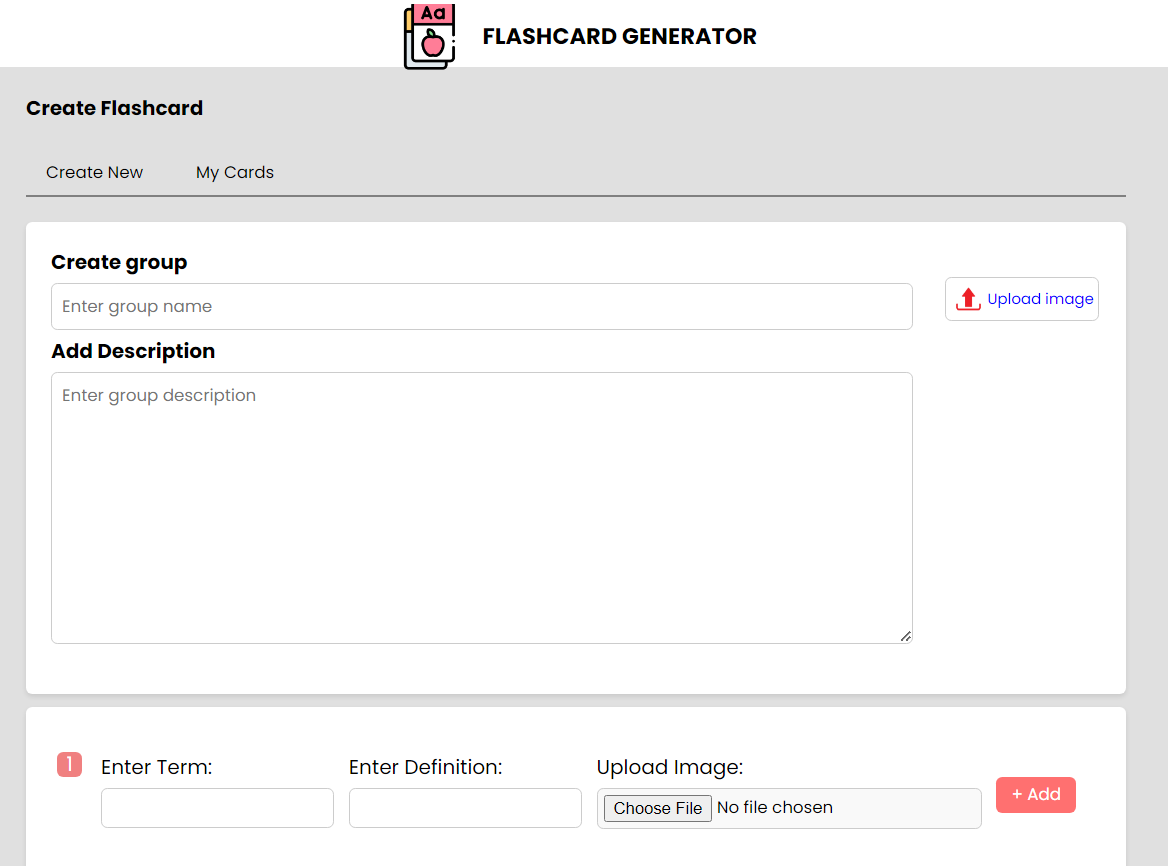 Aa
FLASHCARD GENERATOR
Create Flashcard
Create New My Cards
Create group
Enter group name
Upload image
Add Description
Enter group description
1 Enter Term: Enter Definition: Upload Image:
Choose File No file chosen
+ Add